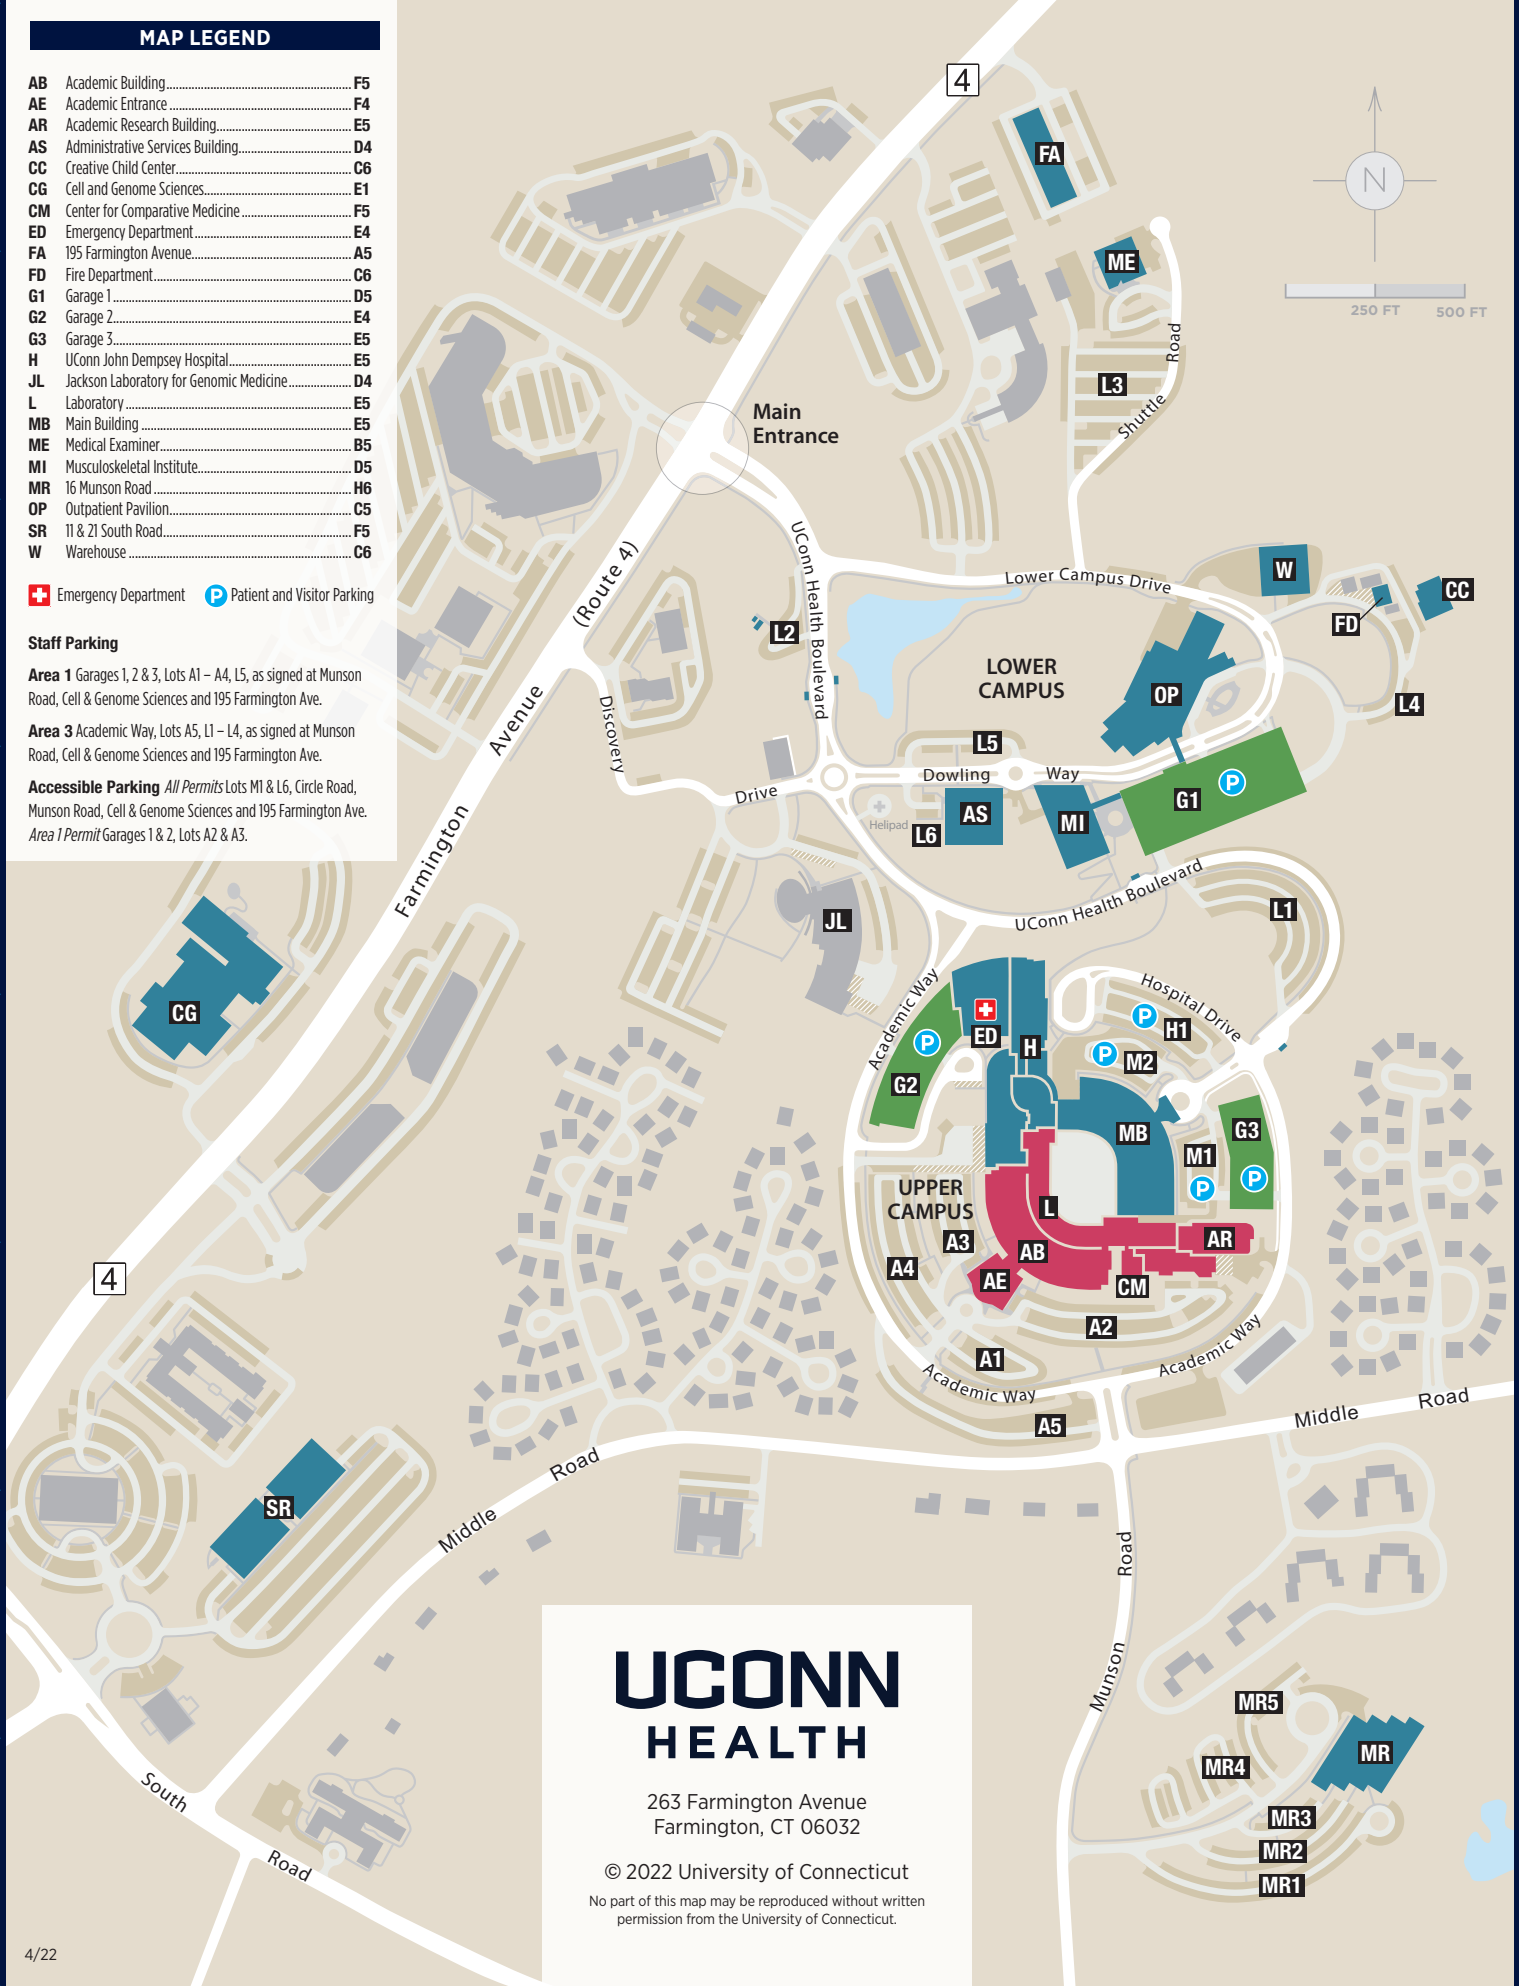 MAP LEGEND
AB Academic Building F5
AE Academic Entrance F4
AR Academic Research Building E5
AS Administrative Services Building D4
CC Creative Child Center C6
CG Cell and Genome Sciences E1
CM Center for Comparative Medicine F5
ED Emergency Department E4
FA 195 Farmington Avenue A5
FD Fire Department C6
G1 Garage 1 D5
G2 Garage 2 E4
G3 Garage 3 E5
H UConn John Dempsey Hospital E5
JL Jackson Laboratory for Genomic Medicine D4
L Laboratory E5
MB Main Building E5
ME Medical Examiner B5
MI Musculoskeletal Institute D5
MR 16 Munson Road H6
OP Outpatient Pavilion C5
SR 11 & 21 South Road F5
W Warehouse C6
Emergency Department P Patient and Visitor Parking
Staff Parking
Area 1 Garages 1, 2 & 3, Lots A1 – A4, L5, as signed at Munson
Road, Cell & Genome Sciences and 195 Farmington Ave.
Area 3 Academic Way, Lots A5, L1 – L4, as signed at Munson
Road, Cell & Genome Sciences and 195 Farmington Ave.
Accessible Parking All Permits Lots M1 & L6, Circle Road,
Munson Road, Cell & Genome Sciences and 195 Farmington Ave.
Area 1 Permit Garages 1 & 2, Lots A2 & A3.
4
FA
N
250 FT 500 FT
ME
Road
L3
Shuttle
Main
Entrance
UConn Health Boulevard
(Route 4)
Lower Campus Drive
W
CC
FD
L2
LOWER
CAMPUS
OP
L4
Avenue
Discovery
L5
Dowling Way
Drive
P
G1
AS
MI
Helipad
L6
Farmington
UConn Health Boulevard
L1
JL
CG
Academic Way
Hospital Drive
ED
H
P
P
H1
P
M2
G2
MB
G3
M1
P
P
UPPER
CAMPUS
L
A3
AB
AR
A4
AE
CM
4
A2
A1
Academic Way
Academic Way
A5
Middle Road
Road
Middle
SR
Road
Munson
MR5
MR
MR4
MR3
MR2
MR1
South
Road
UCONN
HEALTH
263 Farmington Avenue
Farmington, CT 06032
© 2022 University of Connecticut
No part of this map may be reproduced without written
permission from the University of Connecticut.
4/22